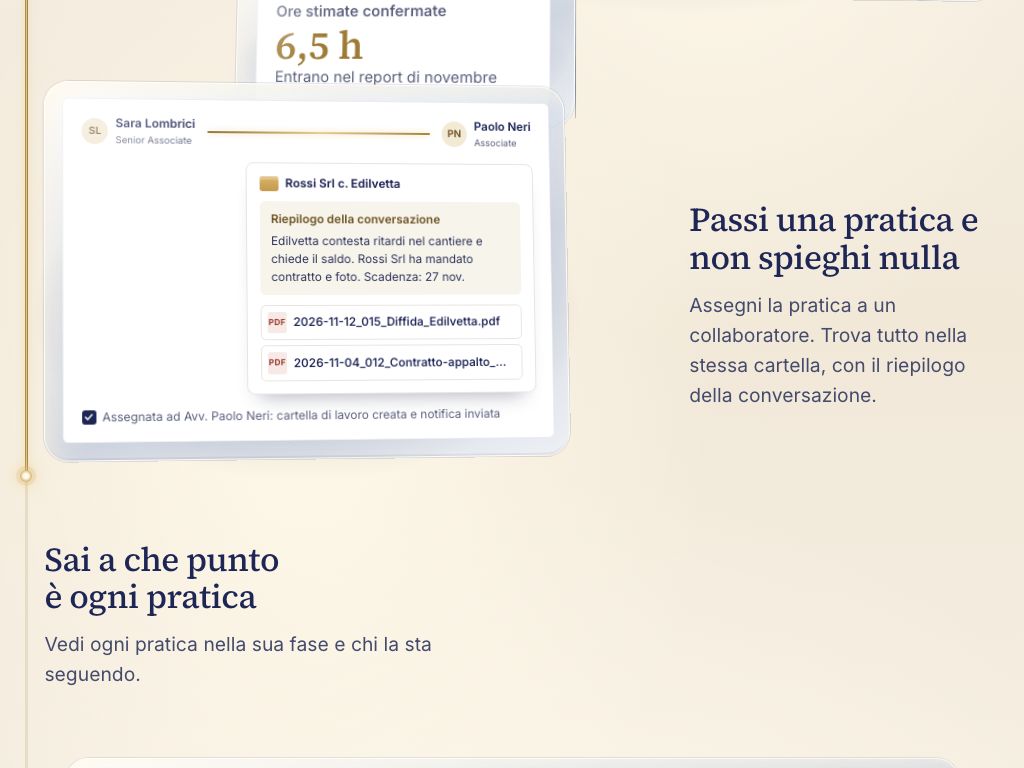 Ore stimate confermate
6,5 h
Entrano nel report di novembre
SL
Sara Lombrici
Senior Associate
PN
Paolo Neri
Associate
Rossi Srl c. Edilvetta
Riepilogo della conversazione
Edilvetta contesta ritardi nel cantiere e
chiede il saldo. Rossi Srl ha mandato
contratto e foto. Scadenza: 27 nov.
PDF 2026-11-12_015_Diffida_Edilvetta.pdf
PDF 2026-11-04_012_Contratto-appalto_...
Assegnata ad Avv. Paolo Neri: cartella di lavoro creata e notifica inviata
Passi una pratica e
non spieghi nulla
Assegni la pratica a un
collaboratore. Trova tutto nella
stessa cartella, con il riepilogo
della conversazione.
Sai a che punto
è ogni pratica
Vedi ogni pratica nella sua fase e chi la sta
seguendo.